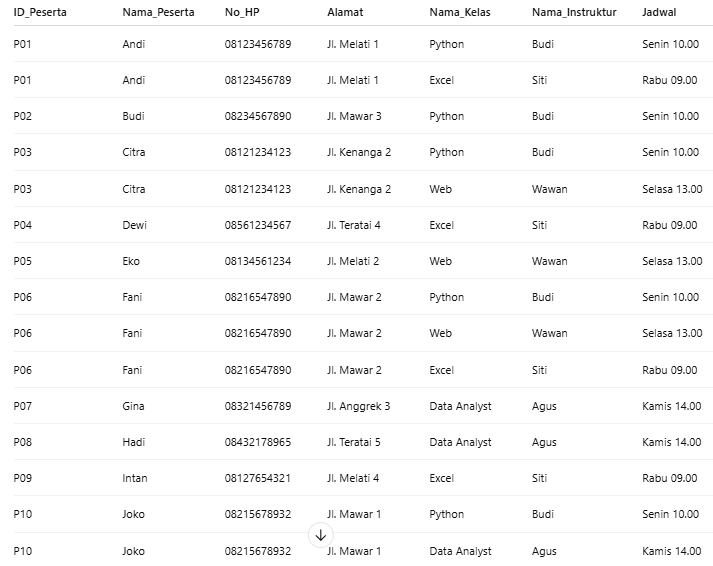 ID_Peserta Nama_Peserta No_HP Alamat Nama_Kelas Nama_Instruktur Jadwal
P01 Andi 08123456789 Jl. Melati 1 Python Budi Senin 10.00
P01 Andi 08123456789 Jl. Melati 1 Excel Siti Rabu 09.00
P02 Budi 08234567890 Jl. Mawar 3 Python Budi Senin 10.00
P03 Citra 08121234123 Jl. Kenanga 2 Python Budi Senin 10.00
P03 Citra 08121234123 Jl. Kenanga 2 Web Wawan Selasa 13.00
P04 Dewi 08561234567 Jl. Teratai 4 Excel Siti Rabu 09.00
P05 Eko 08134561234 Jl. Melati 2 Web Wawan Selasa 13.00
P06 Fani 08216547890 Jl. Mawar 2 Python Budi Senin 10.00
P06 Fani 08216547890 Jl. Mawar 2 Web Wawan Selasa 13.00
P06 Fani 08216547890 Jl. Mawar 2 Excel Siti Rabu 09.00
P07 Gina 08321456789 Jl. Anggrek 3 Data Analyst Agus Kamis 14.00
P08 Hadi 08432178965 Jl. Teratai 5 Data Analyst Agus Kamis 14.00
P09 Intan 08127654321 Jl. Melati 4 Excel Siti Rabu 09.00
P10 Joko 08215678932 Jl. Mawar 1 Python Budi Senin 10.00
P10 Joko 08215678932 Jl. Mawar 1 Data Analyst Agus Kamis 14.00